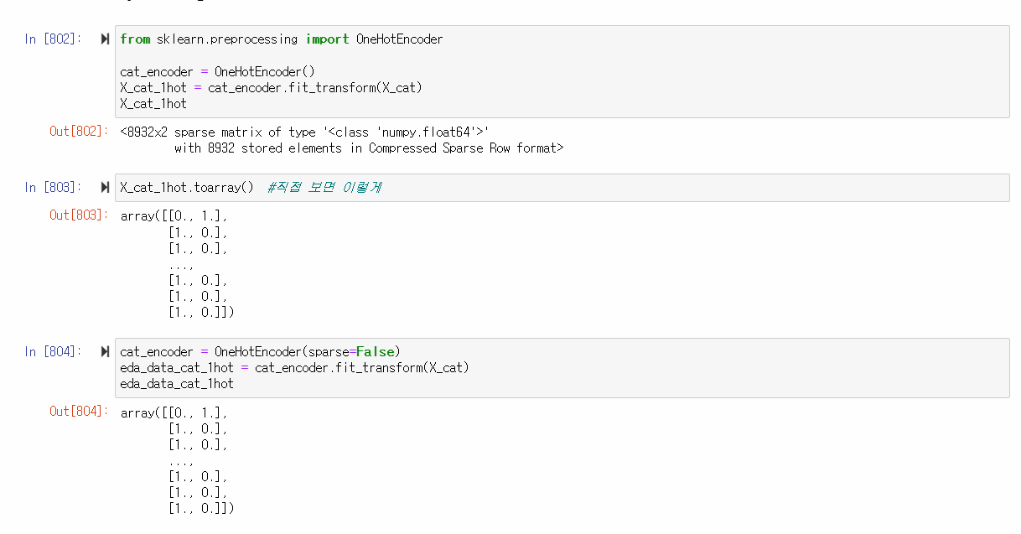 In [802]: from sklearn.preprocessing import OneHotEncoder
cat_encoder = OneHotEncoder()
X_cat_1hot = cat_encoder.fit_transform(X_cat)
X_cat_1hot
Out[802]: <8932x2 sparse matrix of type '<class 'numpy.float64'>'
with 8932 stored elements in Compressed Sparse Row format>
In [803]: X_cat_1hot.toarray() #직접 보면 이렇게
Out[803]: array([[0., 1.],
[1., 0.],
[1., 0.],
...,
[1., 0.],
[1., 0.],
[1., 0.]])
In [804]: cat_encoder = OneHotEncoder(sparse=False)
eda_data_cat_1hot = cat_encoder.fit_transform(X_cat)
eda_data_cat_1hot
Out[804]: array([[0., 1.],
[1., 0.],
[1., 0.],
...,
[1., 0.],
[1., 0.],
[1., 0.]])